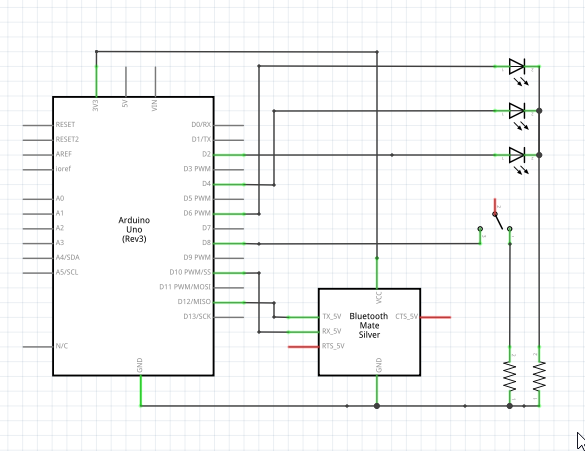 3V3
5V
VIN
RESET
RESET2
AREF
ioref
A0
A1
A2
A3
A4/SDA
A5/SCL
N/C
Arduino
Uno
(Rev3)
D0/RX
D1/TX
D2
D3 PWM
D4
D5 PWM
D6 PWM
D7
D8
D9 PWM
D10 PWM/SS
D11 PWM/MOSI
D12/MISO
D13/SCK
GND
VCC
TX_5V
RX_5V
RTS_5V
Bluetooth
Mate
Silver
CTS_5V
GND